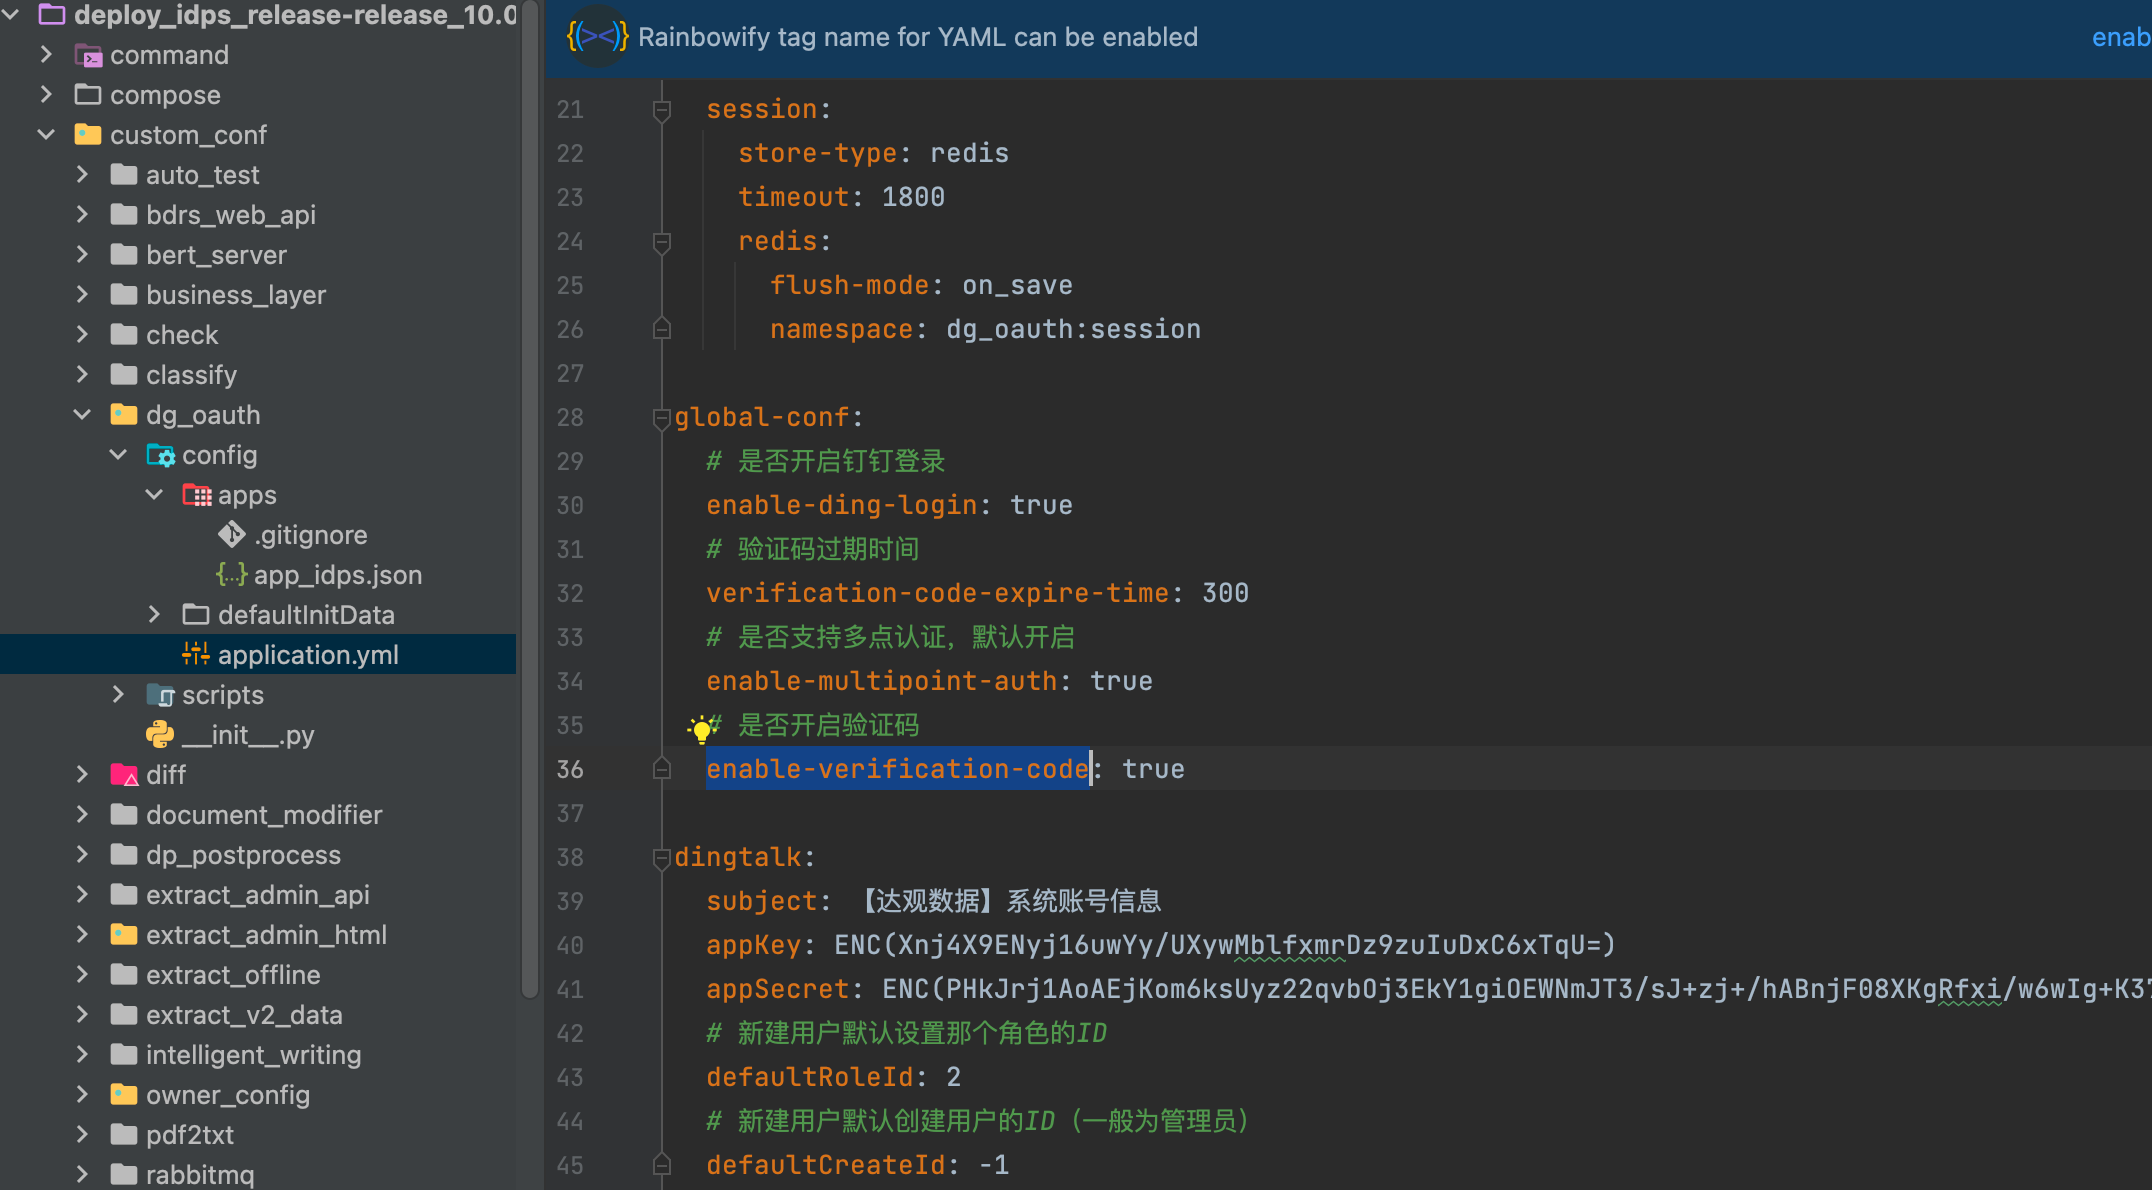 deploy_idps_release-release_10.0
command
compose
custom_conf
auto_test
bdrs_web_api
bert_server
business_layer
check
classify
dg_oauth
config
apps
.gitignore
app_idps.json
defaultInitData
application.yml
scripts
__init__.py
diff
document_modifier
dp_postprocess
extract_admin_api
extract_admin_html
extract_offline
extract_v2_data
intelligent_writing
owner_config
pdf2txt
rabbitmq
Rainbowify tag name for YAML can be enabled
enab
21 session:
22 store-type: redis
23 timeout: 1800
24 redis:
25 flush-mode: on_save
26 namespace: dg_oauth:session
27
28 global-conf:
29 # 是否开启钉钉登录
30 enable-ding-login: true
31 # 验证码过期时间
32 verification-code-expire-time: 300
33 # 是否支持多点认证，默认开启
34 enable-multipoint-auth: true
35 # 是否开启验证码
36 enable-verification-code: true
37
38 dingtalk:
39 subject: 【达观数据】系统账号信息
40 appKey: ENC(Xnj4X9ENyj16uwYy/UXywMblfxmrDz9zuIuDxC6xTqU=)
41 appSecret: ENC(PHkJrj1AoAEjKom6ksUyz22qvbOj3EkY1giOEWNmJT3/sJ+zj+/hABnjF08XKgRfxi/w6wIg+K37
42 # 新建用户默认设置那个角色的ID
43 defaultRoleId: 2
44 # 新建用户默认创建用户的ID（一般为管理员）
45 defaultCreateId: -1